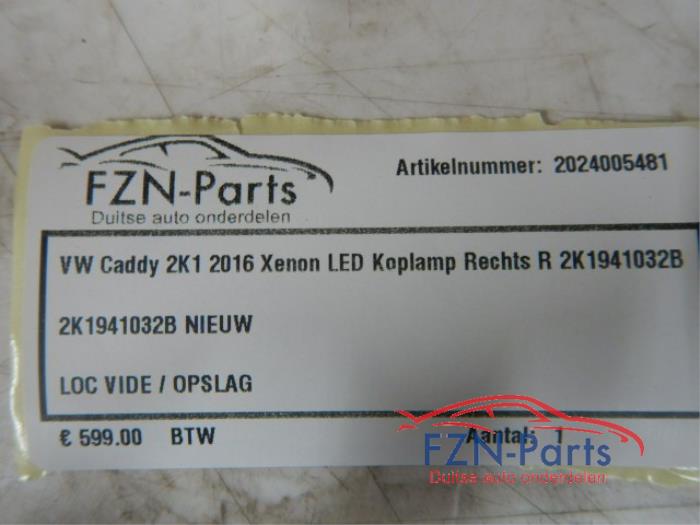 FZN-Parts
Duitse auto onderdelen
Artikelnummer: 2024005481
VW Caddy 2K1 2016 Xenon LED Koplamp Rechts R 2K1941032B
2K1941032B NIEUW
LOC VIDE / OPSLAG
€ 599.00 BTW Aantal: 1
FZN-Parts
Duitse auto onderdelen